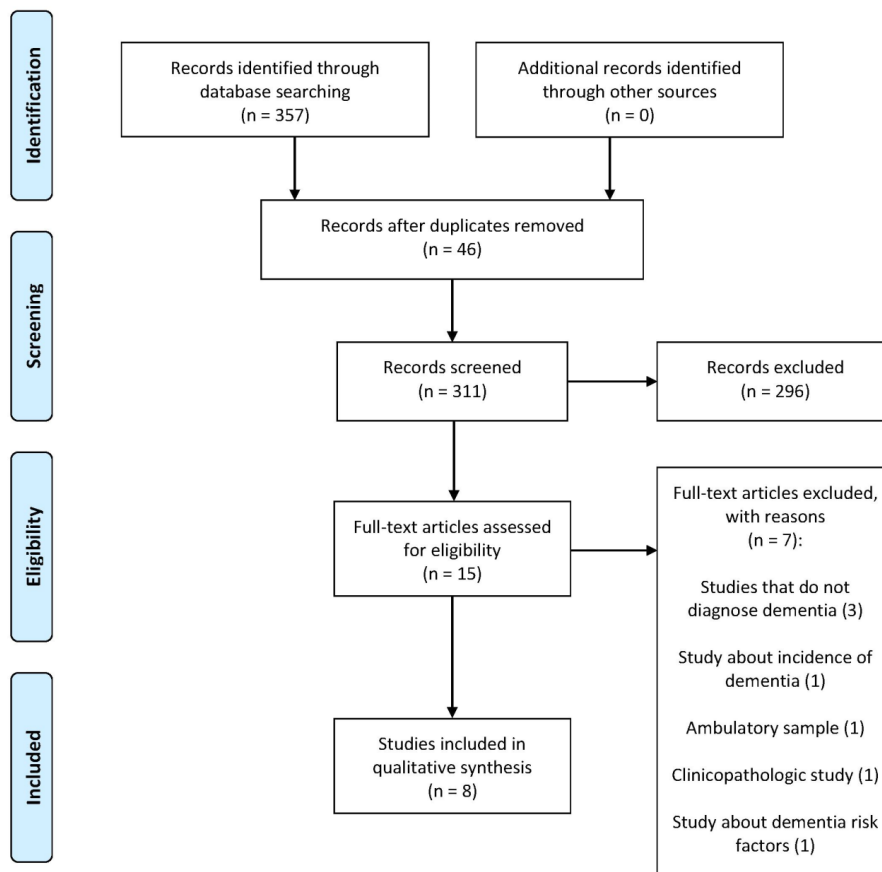 Identification
Records identified through
database searching
(n = 357)
Additional records identified
through other sources
(n = 0)
Records after duplicates removed
(n = 46)
Screening
Records screened
(n = 311)
Records excluded
(n = 296)
Eligibility
Full-text articles assessed
for eligibility
(n = 15)
Full-text articles excluded,
with reasons
(n = 7):
Studies that do not
diagnose dementia (3)
Study about incidence of
dementia (1)
Ambulatory sample (1)
Clinicopathologic study (1)
Study about dementia risk
factors (1)
Included
Studies included in
qualitative synthesis
(n = 8)